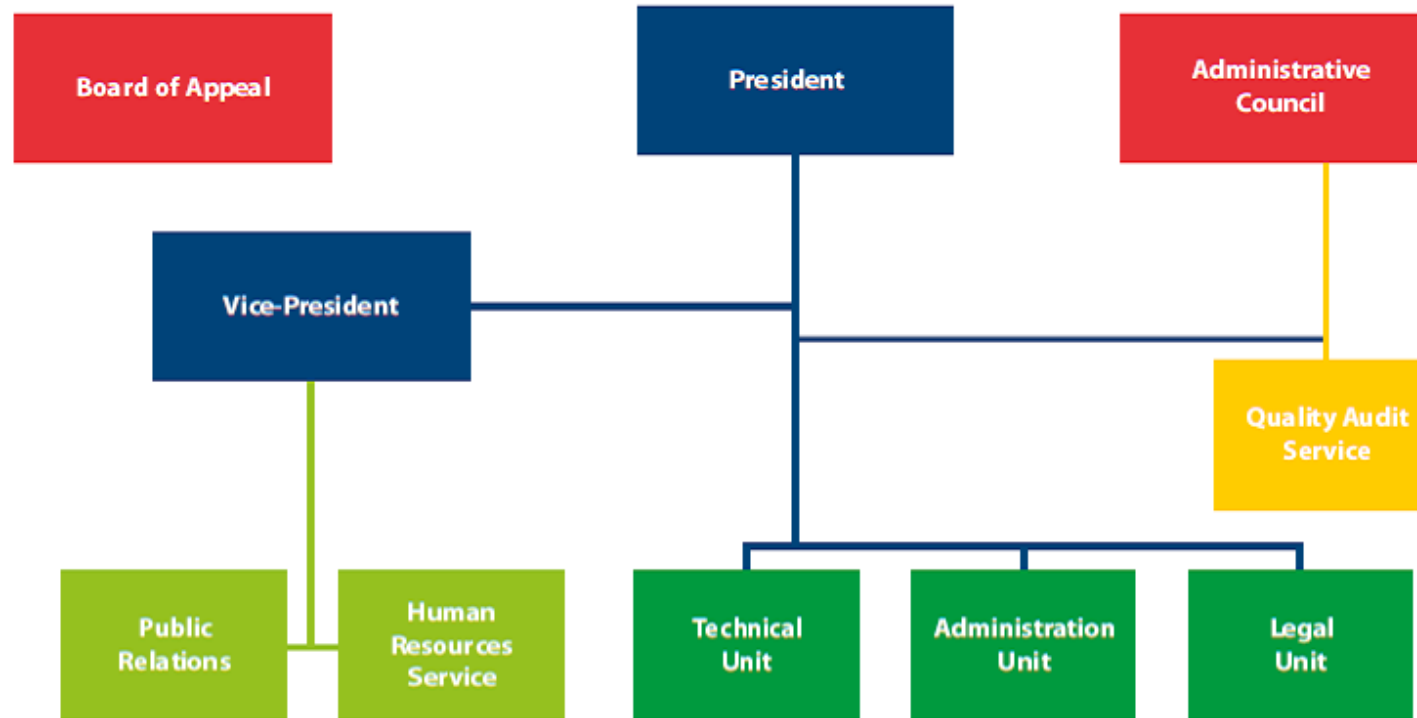 Board of Appeal
President
Administrative
Council
Vice-President
Quality Audit
Service
Public
Relations
Human
Resources
Service
Technical
Unit
Administration
Unit
Legal
Unit